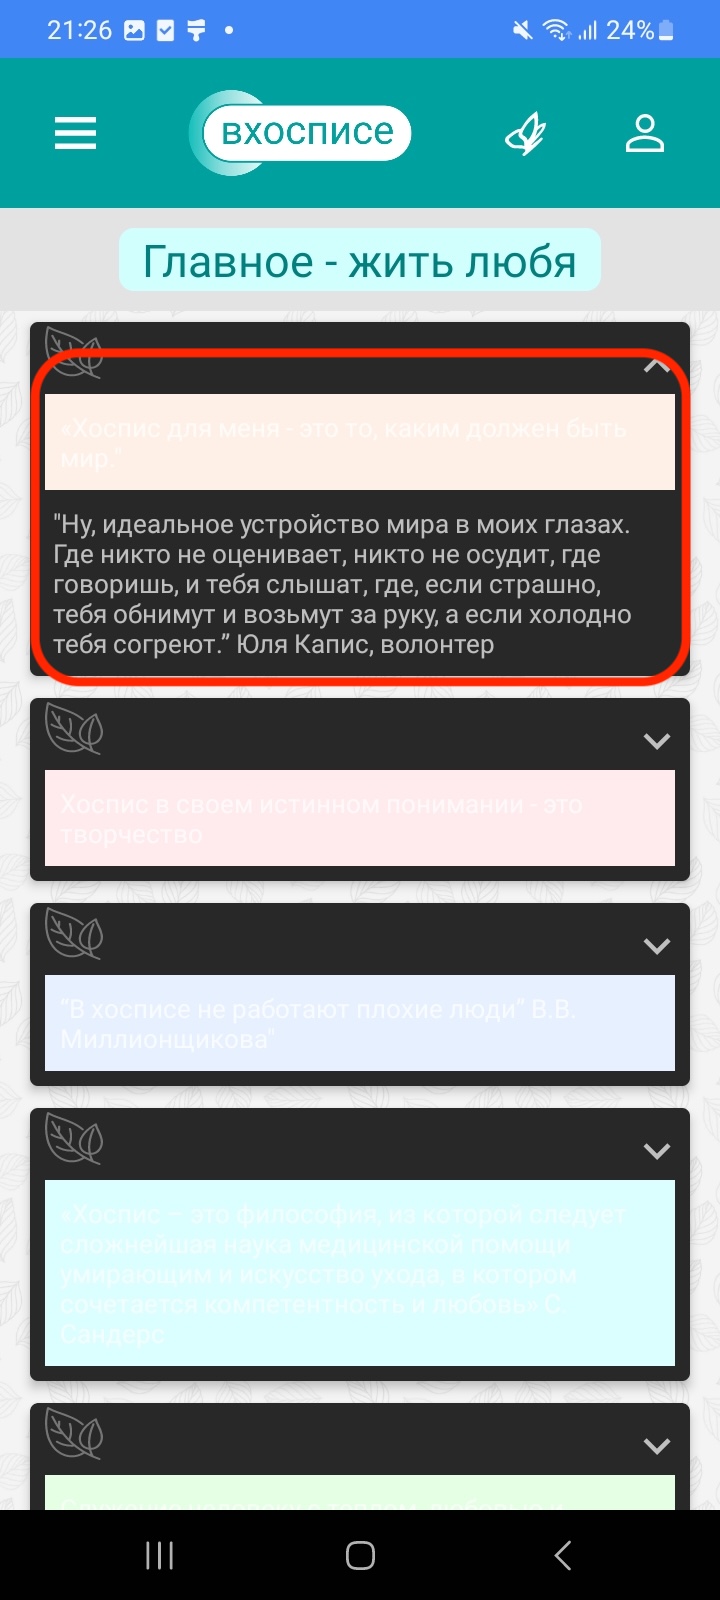 21:26
24%
вхосписе
Главное - жить любя
«Хоспис для меня - это то, каким должен быть
мир."
"Ну, идеальное устройство мира в моих глазах.
Где никто не оценивает, никто не осудит, где
говоришь, и тебя слышат, где, если страшно,
тебя обнимут и возьмут за руку, а если холодно
тебя согреют.” Юля Капис, волонтер
Хоспис в своем истинном понимании - это
творчество
“В хосписе не работают плохие люди” В.В.
Миллионщикова"
«Хоспис – это философия, из которой следует
сложнейшая наука медицинской помощи
умирающим и искусство ухода, в котором
сочетается компетентность и любовь» С
Сандерс